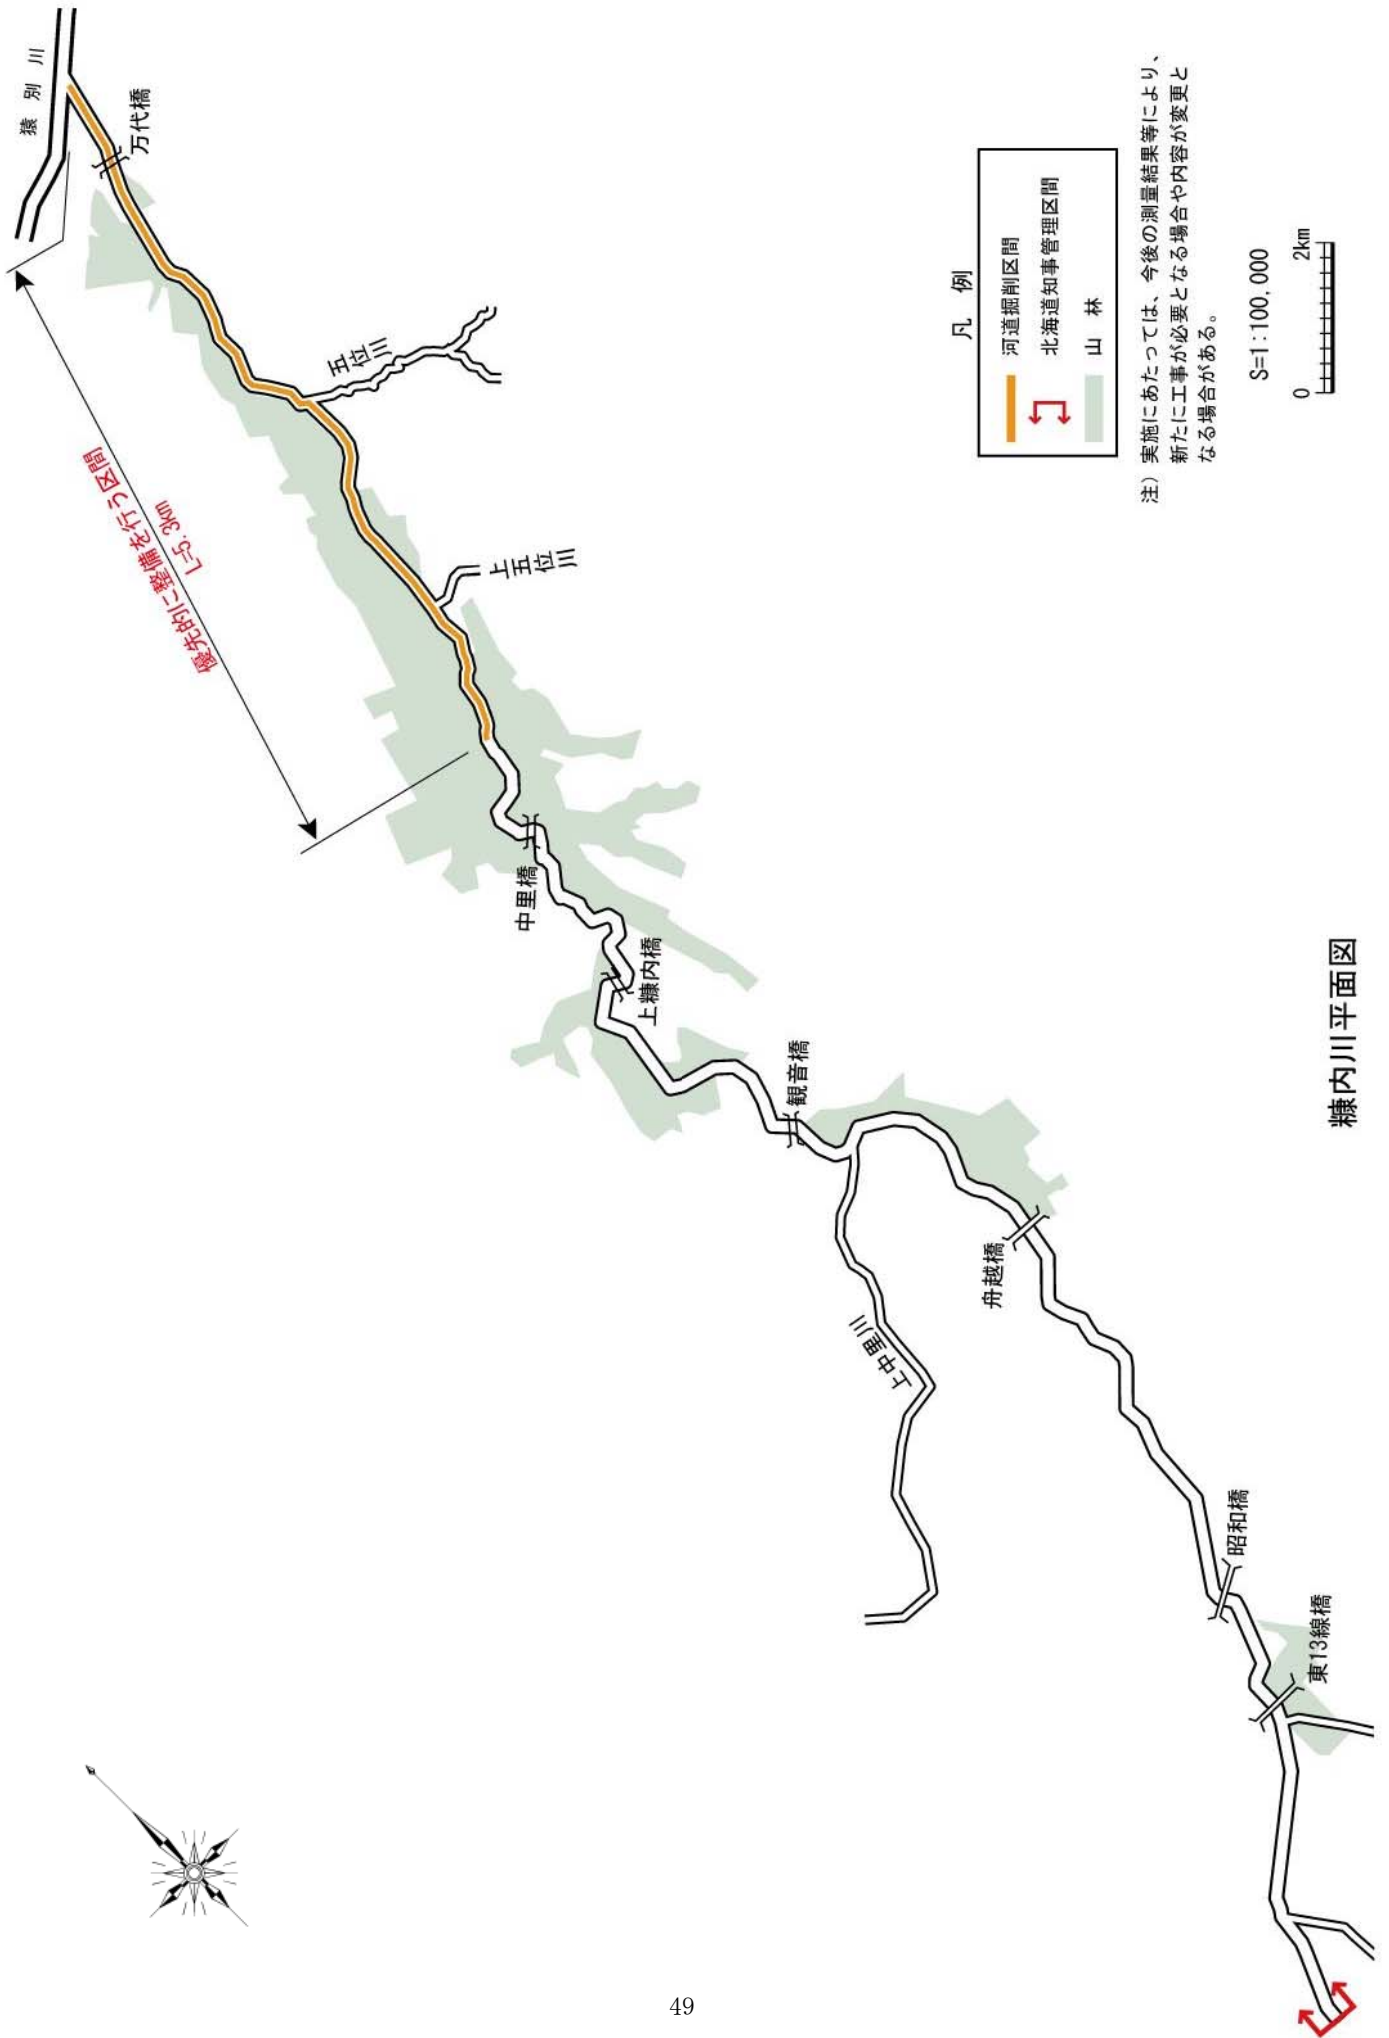 猿別川
万代橋
五位川
優先的に整備を行う区間
L=5.3km
上五位川
中里橋
上糠内橋
観音橋
上中里川
舟越橋
昭和橋
東13線橋
凡　例
河道掘削区間
北海道知事管理区間
山　林
注）実施にあたっては、今後の測量結果等により、
新たに工事が必要となる場合や内容が変更と
なる場合がある。
S=1:100,000
0 2km
糠内川平面図
49